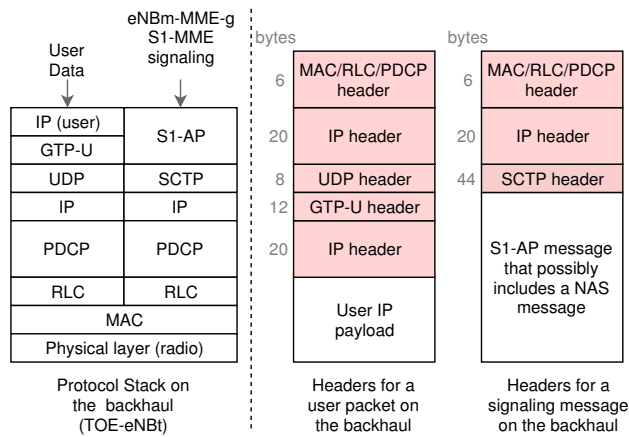 User
Data
eNBm-MME-g
S1-MME
signaling
IP (user)
GTP-U
S1-AP
UDP
SCTP
IP
IP
PDCP
PDCP
RLC
RLC
MAC
Physical layer (radio)
Protocol Stack on
the backhaul
(TOE-eNBt)
bytes
6
MAC/RLC/PDCP
header
20
IP header
8
UDP header
12
GTP-U header
20
IP header
User IP
payload
Headers for a
user packet on
the backhaul
bytes
6
MAC/RLC/PDCP
header
20
IP header
44
SCTP header
S1-AP message
that possibly
includes a NAS
message
Headers for a
signaling message
on the backhaul